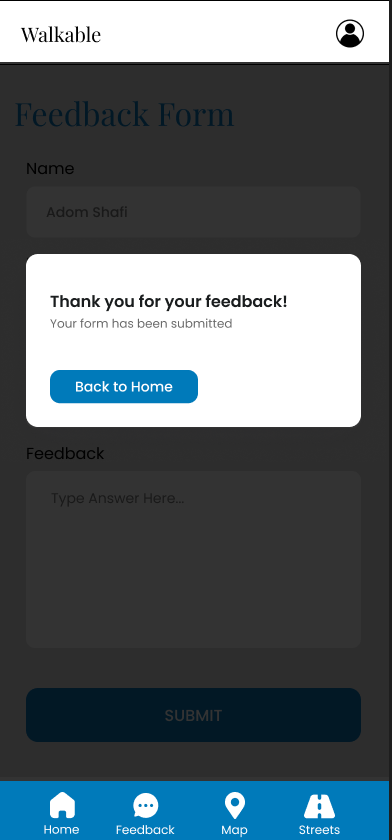 Walkable
Feedback Form
Name
Adom Shafi
Thank you for your feedback!
Your form has been submitted
Back to Home
Feedback
Type Answer Here...
SUBMIT
Home Feedback Map Streets